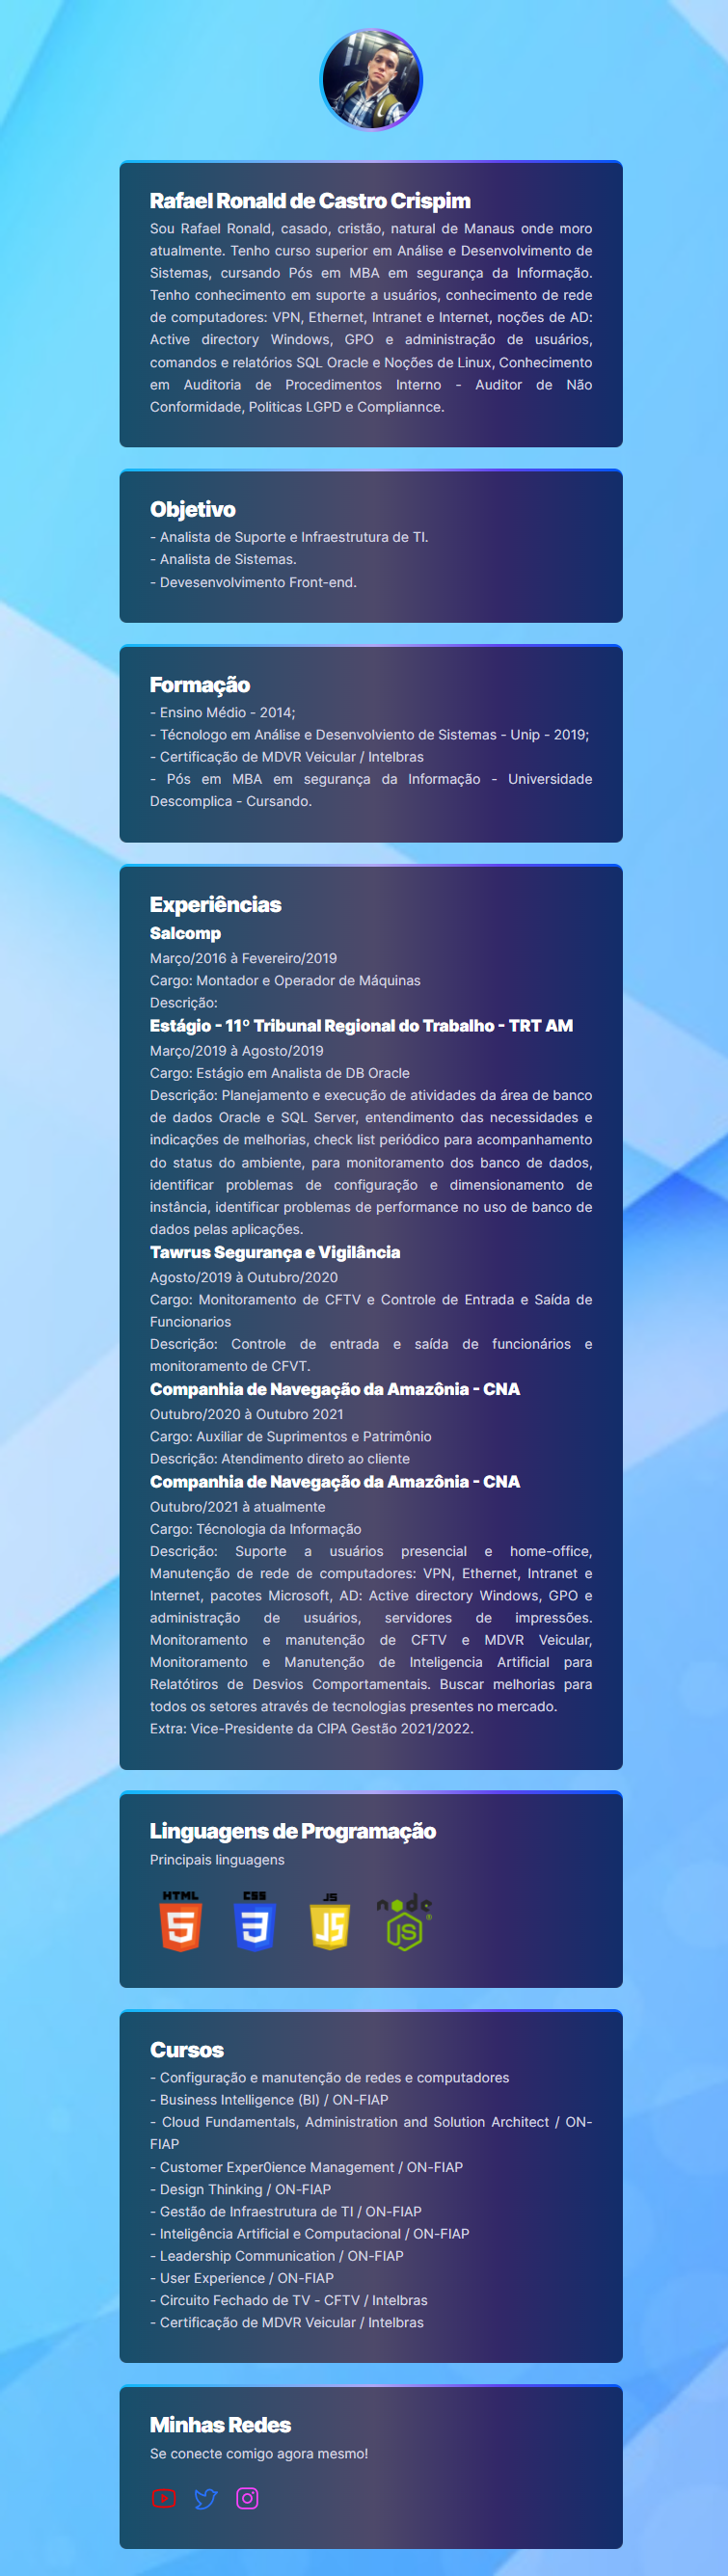 Rafael Ronald de Castro Crispim
Sou Rafael Ronald, casado, cristão, natural de Manaus onde moro
atualmente. Tenho curso superior em Análise e Desenvolvimento de
Sistemas, cursando Pós em MBA em segurança da Informação.
Tenho conhecimento em suporte a usuários, conhecimento de rede
de computadores: VPN, Ethernet, Intranet e Internet, noções de AD:
Active directory Windows, GPO e administração de usuários,
comandos e relatórios SQL Oracle e Noções de Linux, Conhecimento
em Auditoria de Procedimentos Interno - Auditor de Não
Conformidade, Politicas LGPD e Compliannce.
Objetivo
- Analista de Suporte e Infraestrutura de TI.
- Analista de Sistemas.
- Devesenvolvimento Front-end.
Formação
- Ensino Médio - 2014;
- Técnologo em Análise e Desenvolviento de Sistemas - Unip - 2019;
- Certificação de MDVR Veicular / Intelbras
- Pós em MBA em segurança da Informação - Universidade
Descomplica - Cursando.
Experiências
Salcomp
Março/2016 à Fevereiro/2019
Cargo: Montador e Operador de Máquinas
Descrição:
Estágio - 11º Tribunal Regional do Trabalho - TRT AM
Março/2019 à Agosto/2019
Cargo: Estágio em Analista de DB Oracle
Descrição: Planejamento e execução de atividades da área de banco
de dados Oracle e SQL Server, entendimento das necessidades e
indicações de melhorias, check list periódico para acompanhamento
do status do ambiente, para monitoramento dos banco de dados,
identificar problemas de configuração e dimensionamento de
instância, identificar problemas de performance no uso de banco de
dados pelas aplicações.
Tawrus Segurança e Vigilância
Agosto/2019 à Outubro/2020
Cargo: Monitoramento de CFTV e Controle de Entrada e Saída de
Funcionarios
Descrição: Controle de entrada e saída de funcionários e
monitoramento de CFVT.
Companhia de Navegação da Amazônia - CNA
Outubro/2020 à Outubro 2021
Cargo: Auxiliar de Suprimentos e Patrimônio
Descrição: Atendimento direto ao cliente
Companhia de Navegação da Amazônia - CNA
Outubro/2021 à atualmente
Cargo: Técnologia da Informação
Descrição: Suporte a usuários presencial e home-office,
Manutenção de rede de computadores: VPN, Ethernet, Intranet e
Internet, pacotes Microsoft, AD: Active directory Windows, GPO e
administração de usuários, servidores de impressões.
Monitoramento e manutenção de CFTV e MDVR Veicular,
Monitoramento e Manutenção de Inteligencia Artificial para
Relatótiros de Desvios Comportamentais. Buscar melhorias para
todos os setores através de tecnologias presentes no mercado.
Extra: Vice-Presidente da CIPA Gestão 2021/2022.
Linguagens de Programação
Principais linguagens
HTML CSS JS node
5 3 JS JS
Cursos
- Configuração e manutenção de redes e computadores
- Business Intelligence (BI) / ON-FIAP
- Cloud Fundamentals, Administration and Solution Architect / ON-
FIAP
- Customer Exper0ience Management / ON-FIAP
- Design Thinking / ON-FIAP
- Gestão de Infraestrutura de TI / ON-FIAP
- Inteligência Artificial e Computacional / ON-FIAP
- Leadership Communication / ON-FIAP
- User Experience / ON-FIAP
- Circuito Fechado de TV - CFTV / Intelbras
- Certificação de MDVR Veicular / Intelbras
Minhas Redes
Se conecte comigo agora mesmo!